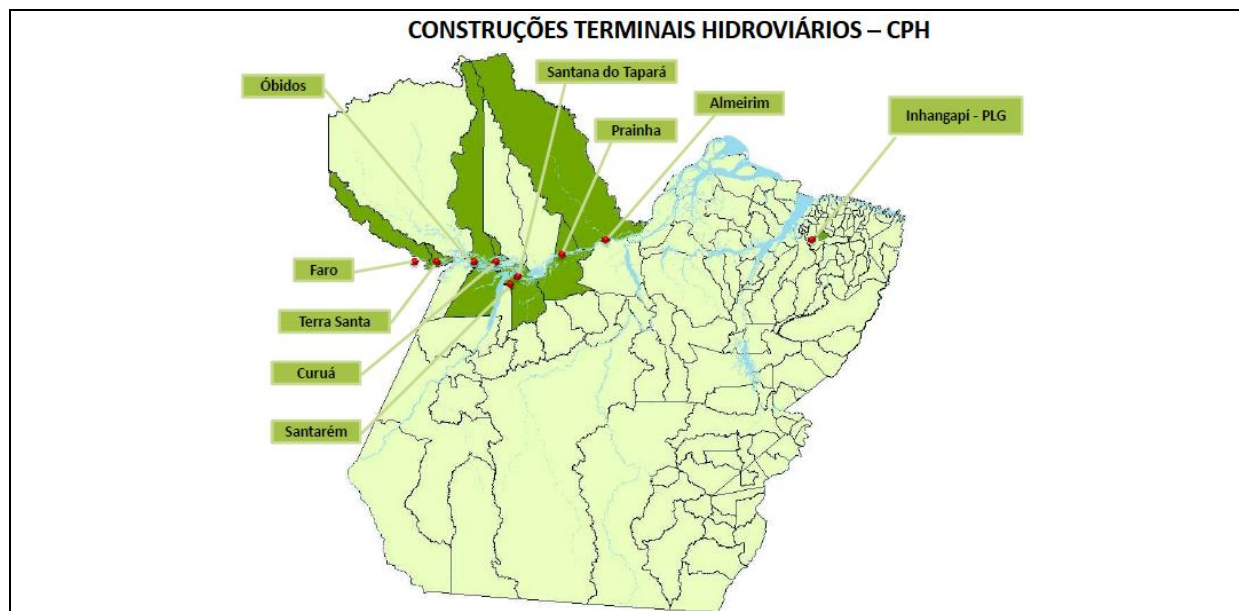 CONSTRUÇÕES TERMINAIS HIDROVIÁRIOS – CPH
Santana do Tapará
Óbidos
Almeirim
Inhangapí - PLG
Prainha
Faro
Terra Santa
Curuá
Santarém